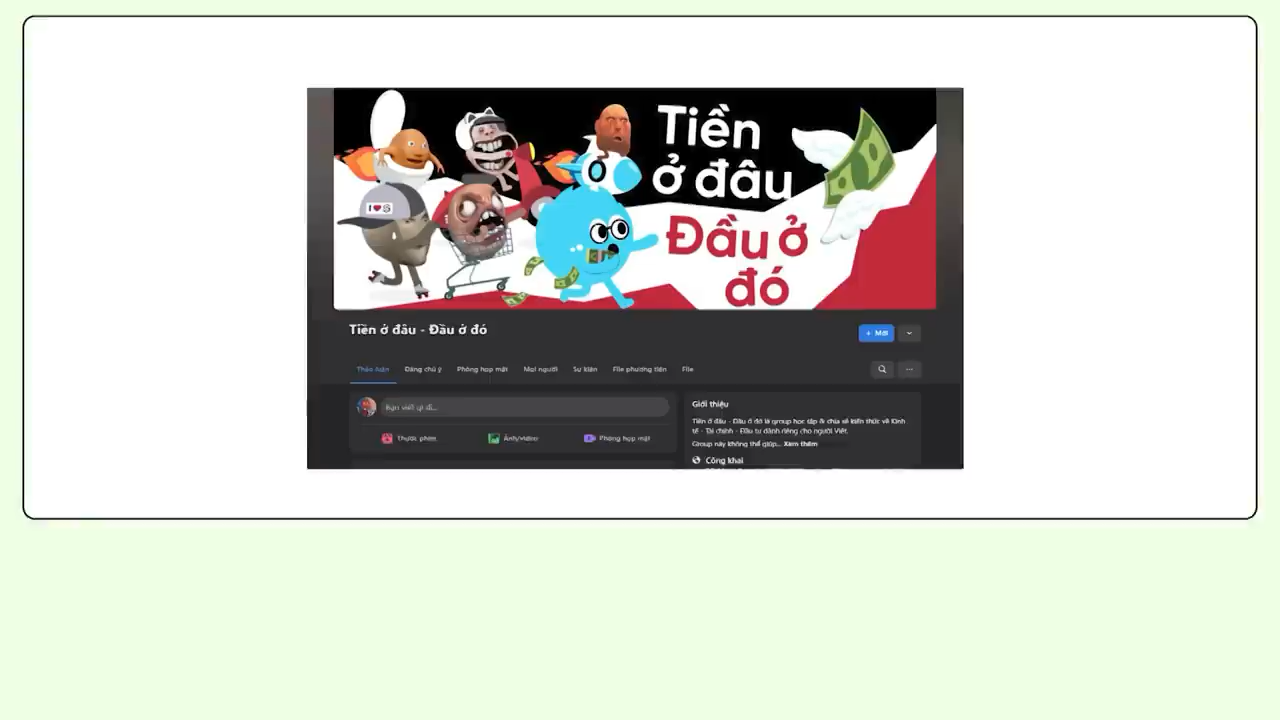 Tiền
ở đâu
Đầu ở
đó
I ❤ S
Tiền ở đâu - Đầu ở đó
+ Mời
Thảo luận Đáng chú ý Phòng họp mặt Mọi người Sự kiện File phương tiện File
Bạn viết gì đi...
Thước phim Ảnh/video Phòng họp mặt
Giới thiệu
Tiền ở đâu - Đầu ở đó là group học tập & chia sẻ kiến thức về Kinh
tế - Tài chính - Đầu tư dành riêng cho người Việt.
Group này không thể giúp... Xem thêm
Công khai